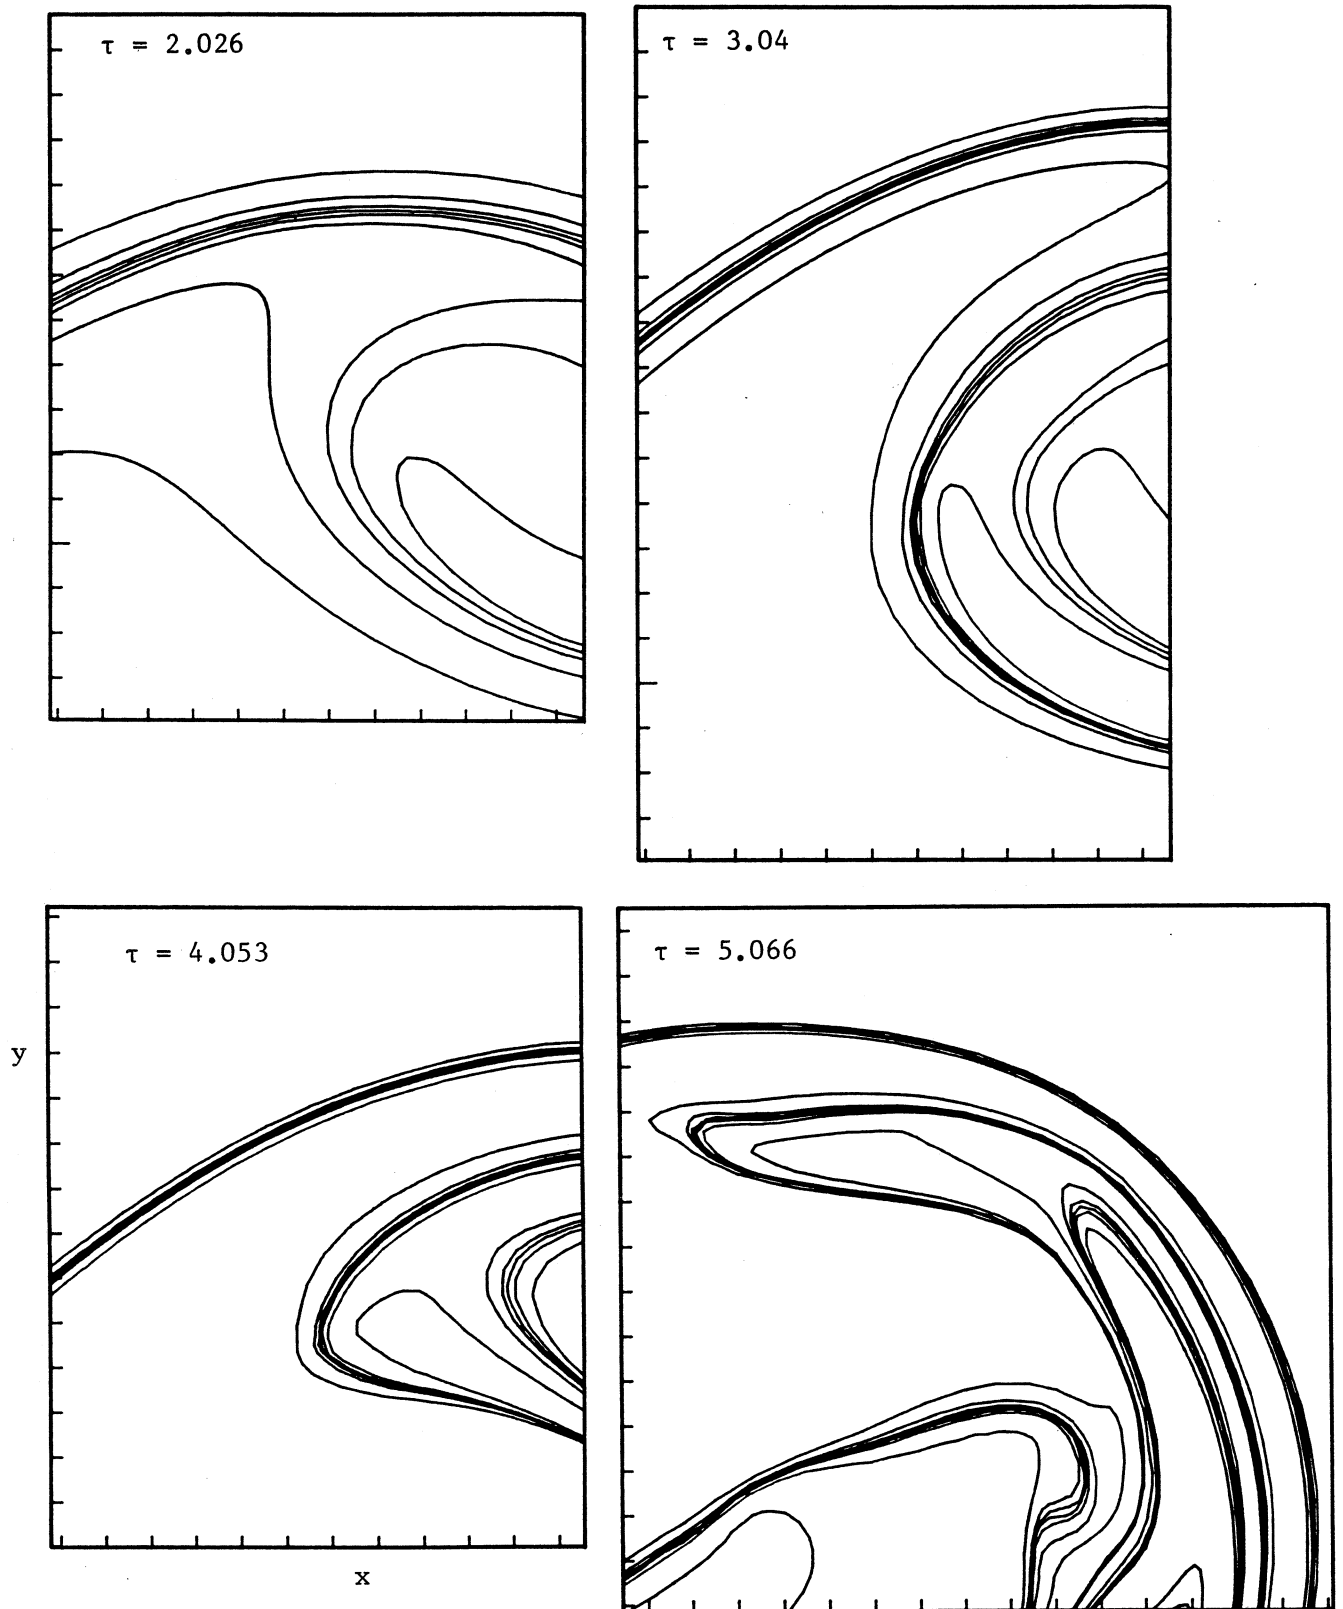 τ = 2.026
τ = 3.04
τ = 4.053
τ = 5.066
y
x